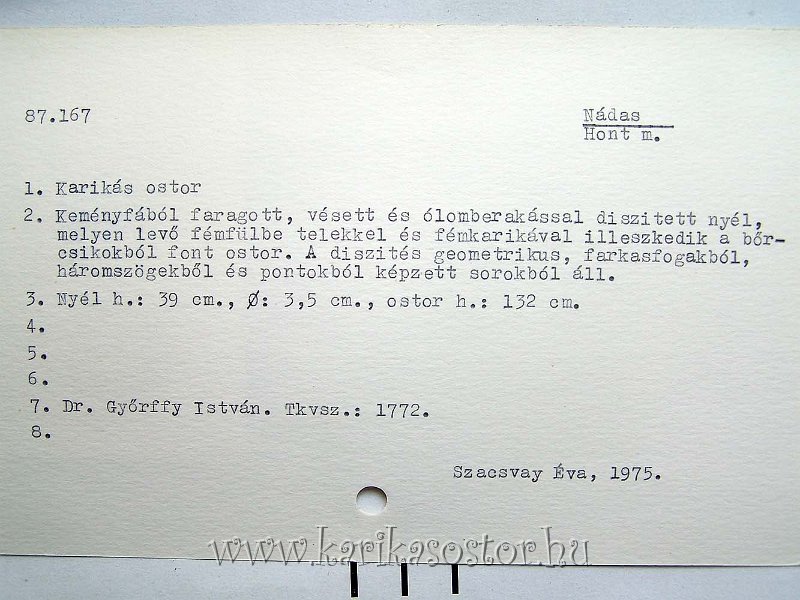 87.167
Nádas
Hont m.
1. Karikás ostor
2. Keményfából faragott, vésett és ólomberakással diszitett nyél,
melyen levő fémfülbe telekkel és fémkarikával illeszkedik a bőr-
csikokból font ostor. A diszités geometrikus, farkasfogakból,
háromszögekből és pontokból képzett sorokból áll.
3. Nyél h.: 39 cm., Ø: 3,5 cm., ostor h.: 132 cm.
4.
5.
6.
7. Dr. Győrffy István. Tkvsz.: 1772.
8.
Szacsvay Éva, 1975.
www.karikasostor.hu